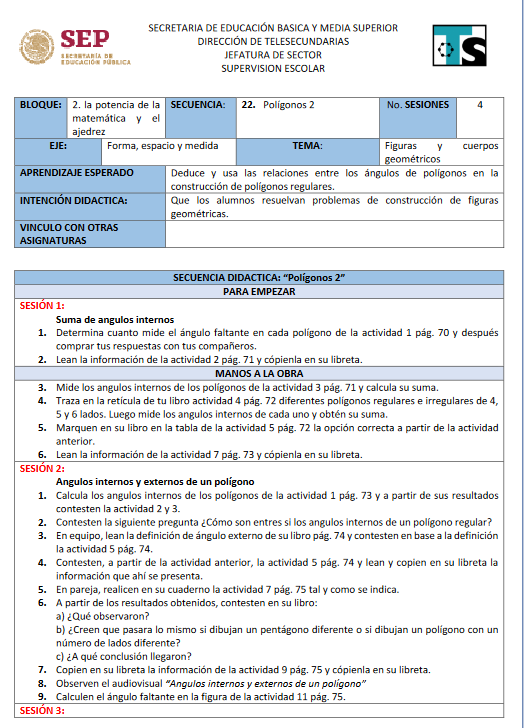 SECRETARIA DE EDUCACIÓN BASICA Y MEDIA SUPERIOR
DIRECCIÓN DE TELESECUNDARIAS
JEFATURA DE SECTOR
SUPERVISION ESCOLAR
SEP
SECRETARÍA DE
EDUCACIÓN PÚBLICA
TS
BLOQUE: 2. la potencia de la matemática y el ajedrez SECUENCIA: 22. Polígonos 2 No. SESIONES 4
EJE: Forma, espacio y medida TEMA: Figuras y cuerpos geométricos
APRENDIZAJE ESPERADO Deduce y usa las relaciones entre los ángulos de polígonos en la
construcción de polígonos regulares.
INTENCIÓN DIDACTICA: Que los alumnos resuelvan problemas de construcción de figuras
geométricas.
VINCULO CON OTRAS
ASIGNATURAS
SECUENCIA DIDACTICA: “Polígonos 2”
PARA EMPEZAR
SESIÓN 1:
Suma de angulos internos
1. Determina cuanto mide el ángulo faltante en cada polígono de la actividad 1 pág. 70 y después
comprar tus respuestas con tus compañeros.
2. Lean la información de la actividad 2 pág. 71 y cópienla en su libreta.
MANOS A LA OBRA
3. Mide los angulos internos de los polígonos de la actividad 3 pág. 71 y calcula su suma.
4. Traza en la retícula de tu libro actividad 4 pág. 72 diferentes polígonos regulares e irregulares de 4,
5 y 6 lados. Luego mide los angulos internos de cada uno y obtén su suma.
5. Marquen en su libro en la tabla de la actividad 5 pág. 72 la opción correcta a partir de la actividad
anterior.
6. Lean la información de la actividad 7 pág. 73 y cópienla en su libreta.
SESIÓN 2:
Angulos internos y externos de un polígono
1. Calcula los angulos internos de los polígonos de la actividad 1 pág. 73 y a partir de sus resultados
contesten la actividad 2 y 3.
2. Contesten la siguiente pregunta ¿Cómo son entres si los angulos internos de un polígono regular?
3. En equipo, lean la definición de ángulo externo de su libro pág. 74 y contesten en base a la definición
la actividad 5 pág. 74.
4. Contesten, a partir de la actividad anterior, la actividad 5 pág. 74 y lean y copien en su libreta la
información que ahí se presenta.
5. En pareja, realicen en su cuaderno la actividad 7 pág. 75 tal y como se indica.
6. A partir de los resultados obtenidos, contesten en su libro:
a) ¿Qué observaron?
b) ¿Creen que pasara lo mismo si dibujan un pentágono diferente o si dibujan un polígono con un
número de lados diferente?
c) ¿A qué conclusión llegaron?
7. Copien en su libreta la información de la actividad 9 pág. 75 y cópienla en su libreta.
8. Observen el audiovisual “Angulos internos y externos de un polígono”
9. Calculen el ángulo faltante en la figura de la actividad 11 pág. 75.
SESIÓN 3: